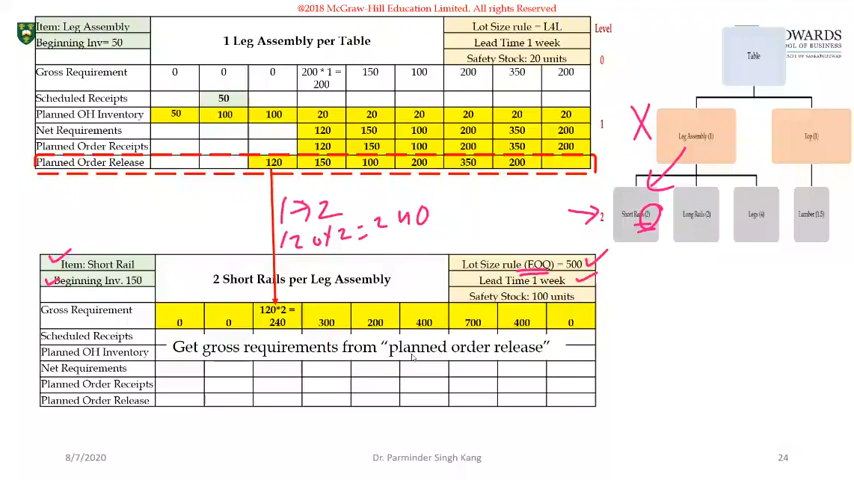 @2018 McGraw-Hill Education Limited. All rights reserved
Item: Leg Assembly
Beginning Inv= 50
1 Leg Assembly per Table
Lot Size rule = L4L
Lead Time 1 week
Safety Stock: 20 units
Gross Requirement 0 0 0 200 * 1 = 200 150 100 200 350 200
Scheduled Receipts 50
Planned OH Inventory 50 100 100 20 20 20 20 20 20
Net Requirements 120 150 100 200 350 200
Planned Order Receipts 120 150 100 200 350 200
Planned Order Release 120 150 100 200 350 200
Level
0
1
2
Table
Leg Assembly (1)
Top (1)
Short Rails (2)
Long Rails (2)
Legs (4)
Lumber (1.5)
EDWARDS
OL OF BUSINESS
X
1→2
120*2=240
Item: Short Rail
Beginning Inv. 150
2 Short Rails per Leg Assembly
Lot Size rule (EOQ) = 500
Lead Time 1 week
Safety Stock: 100 units
Gross Requirement 0 0 120*2 = 240 300 200 400 700 400 0
Scheduled Receipts
Planned OH Inventory
Get gross requirements from “planned order release”
Net Requirements
Planned Order Receipts
Planned Order Release
8/7/2020
Dr. Parminder Singh Kang
24